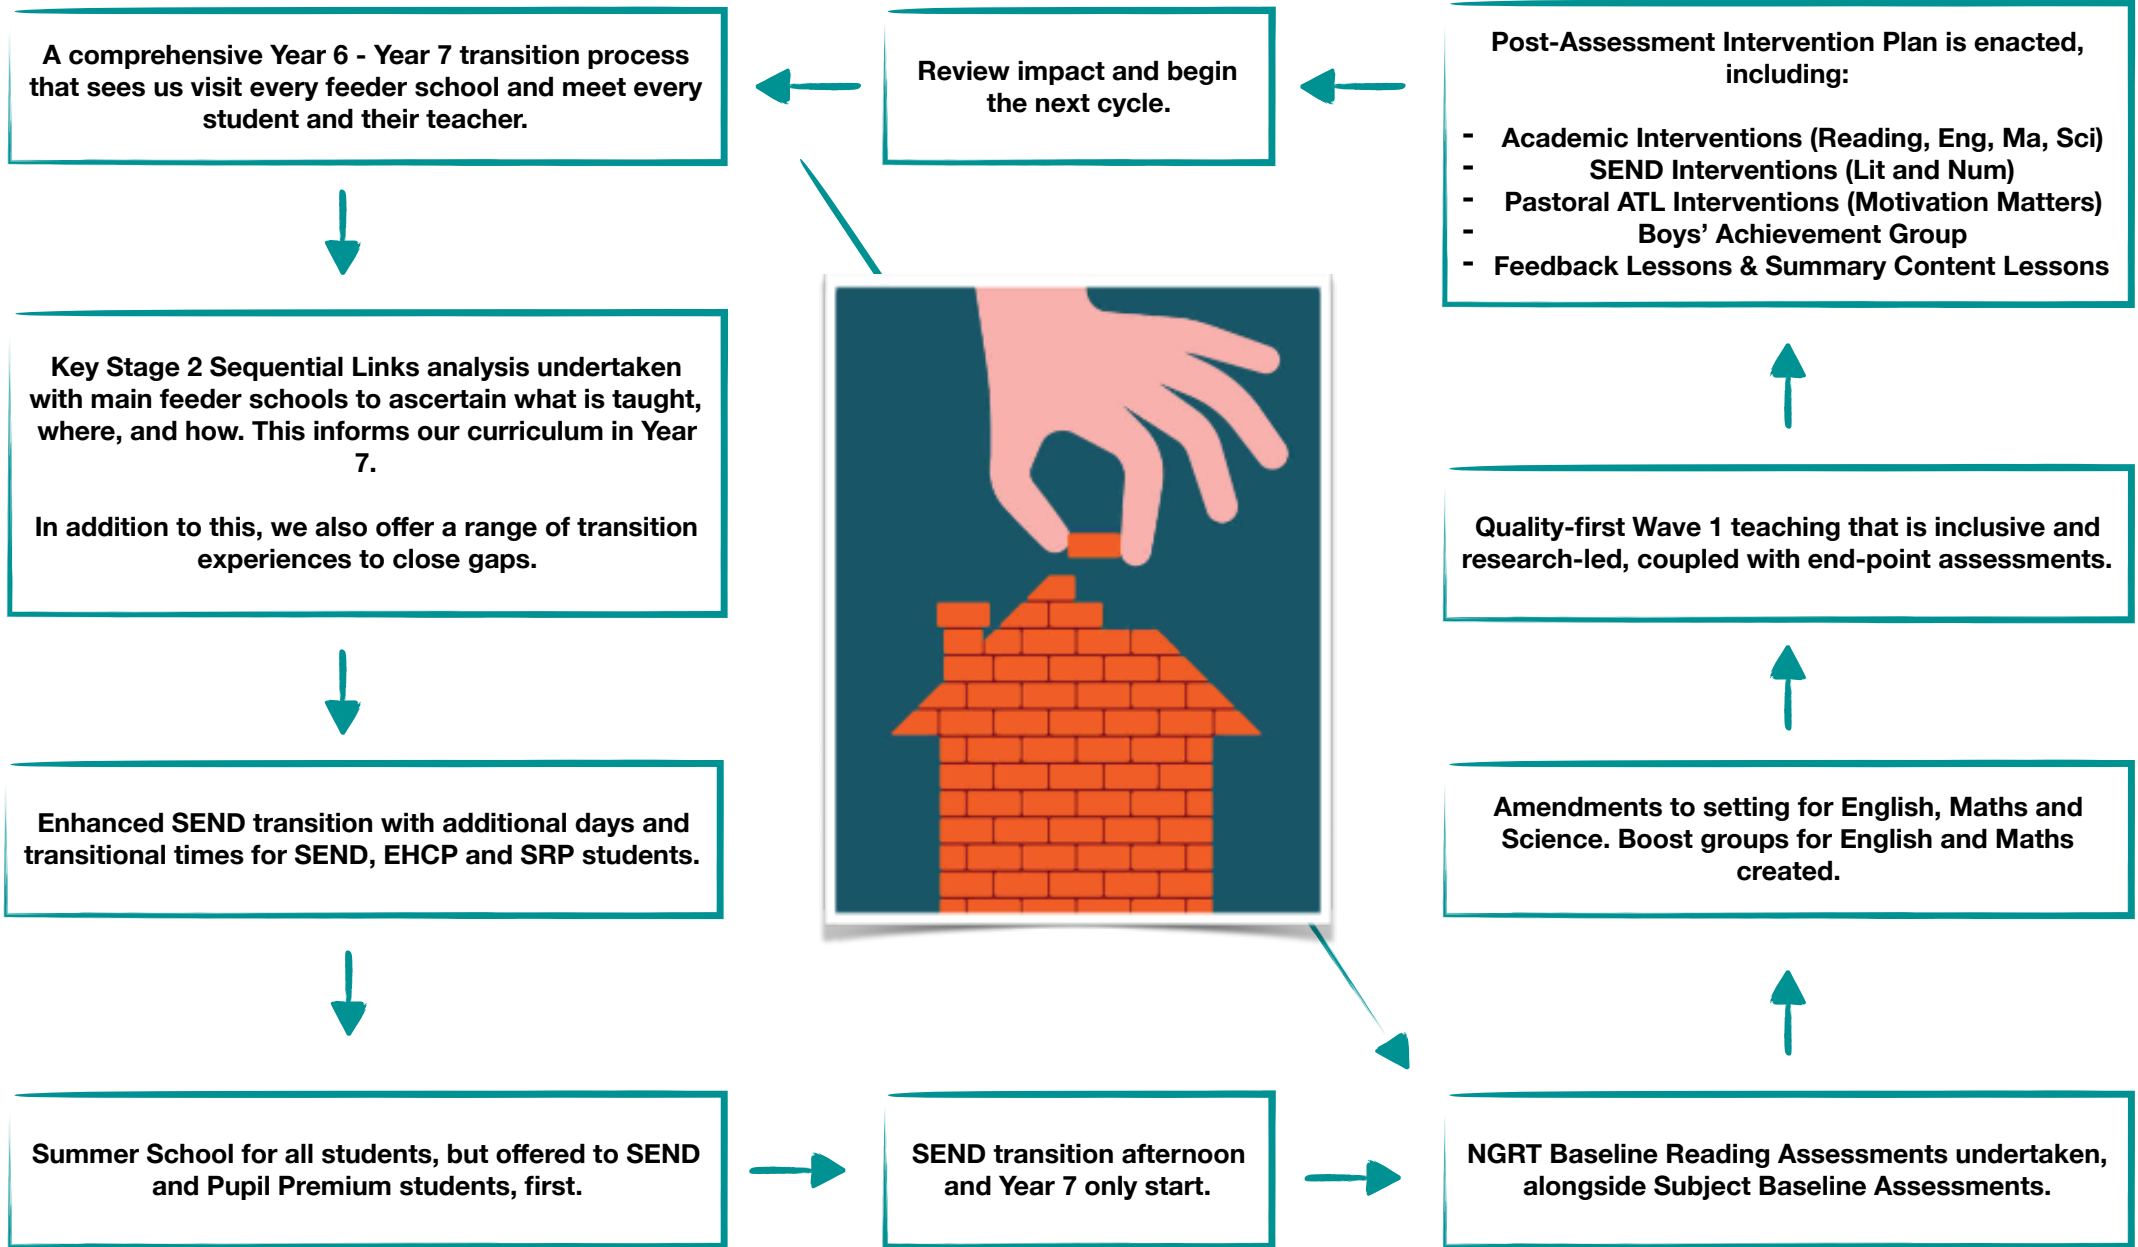 A comprehensive Year 6 - Year 7 transition process
that sees us visit every feeder school and meet every
student and their teacher.
Review impact and begin
the next cycle.
Post-Assessment Intervention Plan is enacted,
including:
- Academic Interventions (Reading, Eng, Ma, Sci)
- SEND Interventions (Lit and Num)
- Pastoral ATL Interventions (Motivation Matters)
- Boys’ Achievement Group
- Feedback Lessons & Summary Content Lessons
Key Stage 2 Sequential Links analysis undertaken
with main feeder schools to ascertain what is taught,
where, and how. This informs our curriculum in Year
7.
In addition to this, we also offer a range of transition
experiences to close gaps.
Quality-first Wave 1 teaching that is inclusive and
research-led, coupled with end-point assessments.
Enhanced SEND transition with additional days and
transitional times for SEND, EHCP and SRP students.
Amendments to setting for English, Maths and
Science. Boost groups for English and Maths
created.
Summer School for all students, but offered to SEND
and Pupil Premium students, first.
SEND transition afternoon
and Year 7 only start.
NGRT Baseline Reading Assessments undertaken,
alongside Subject Baseline Assessments.